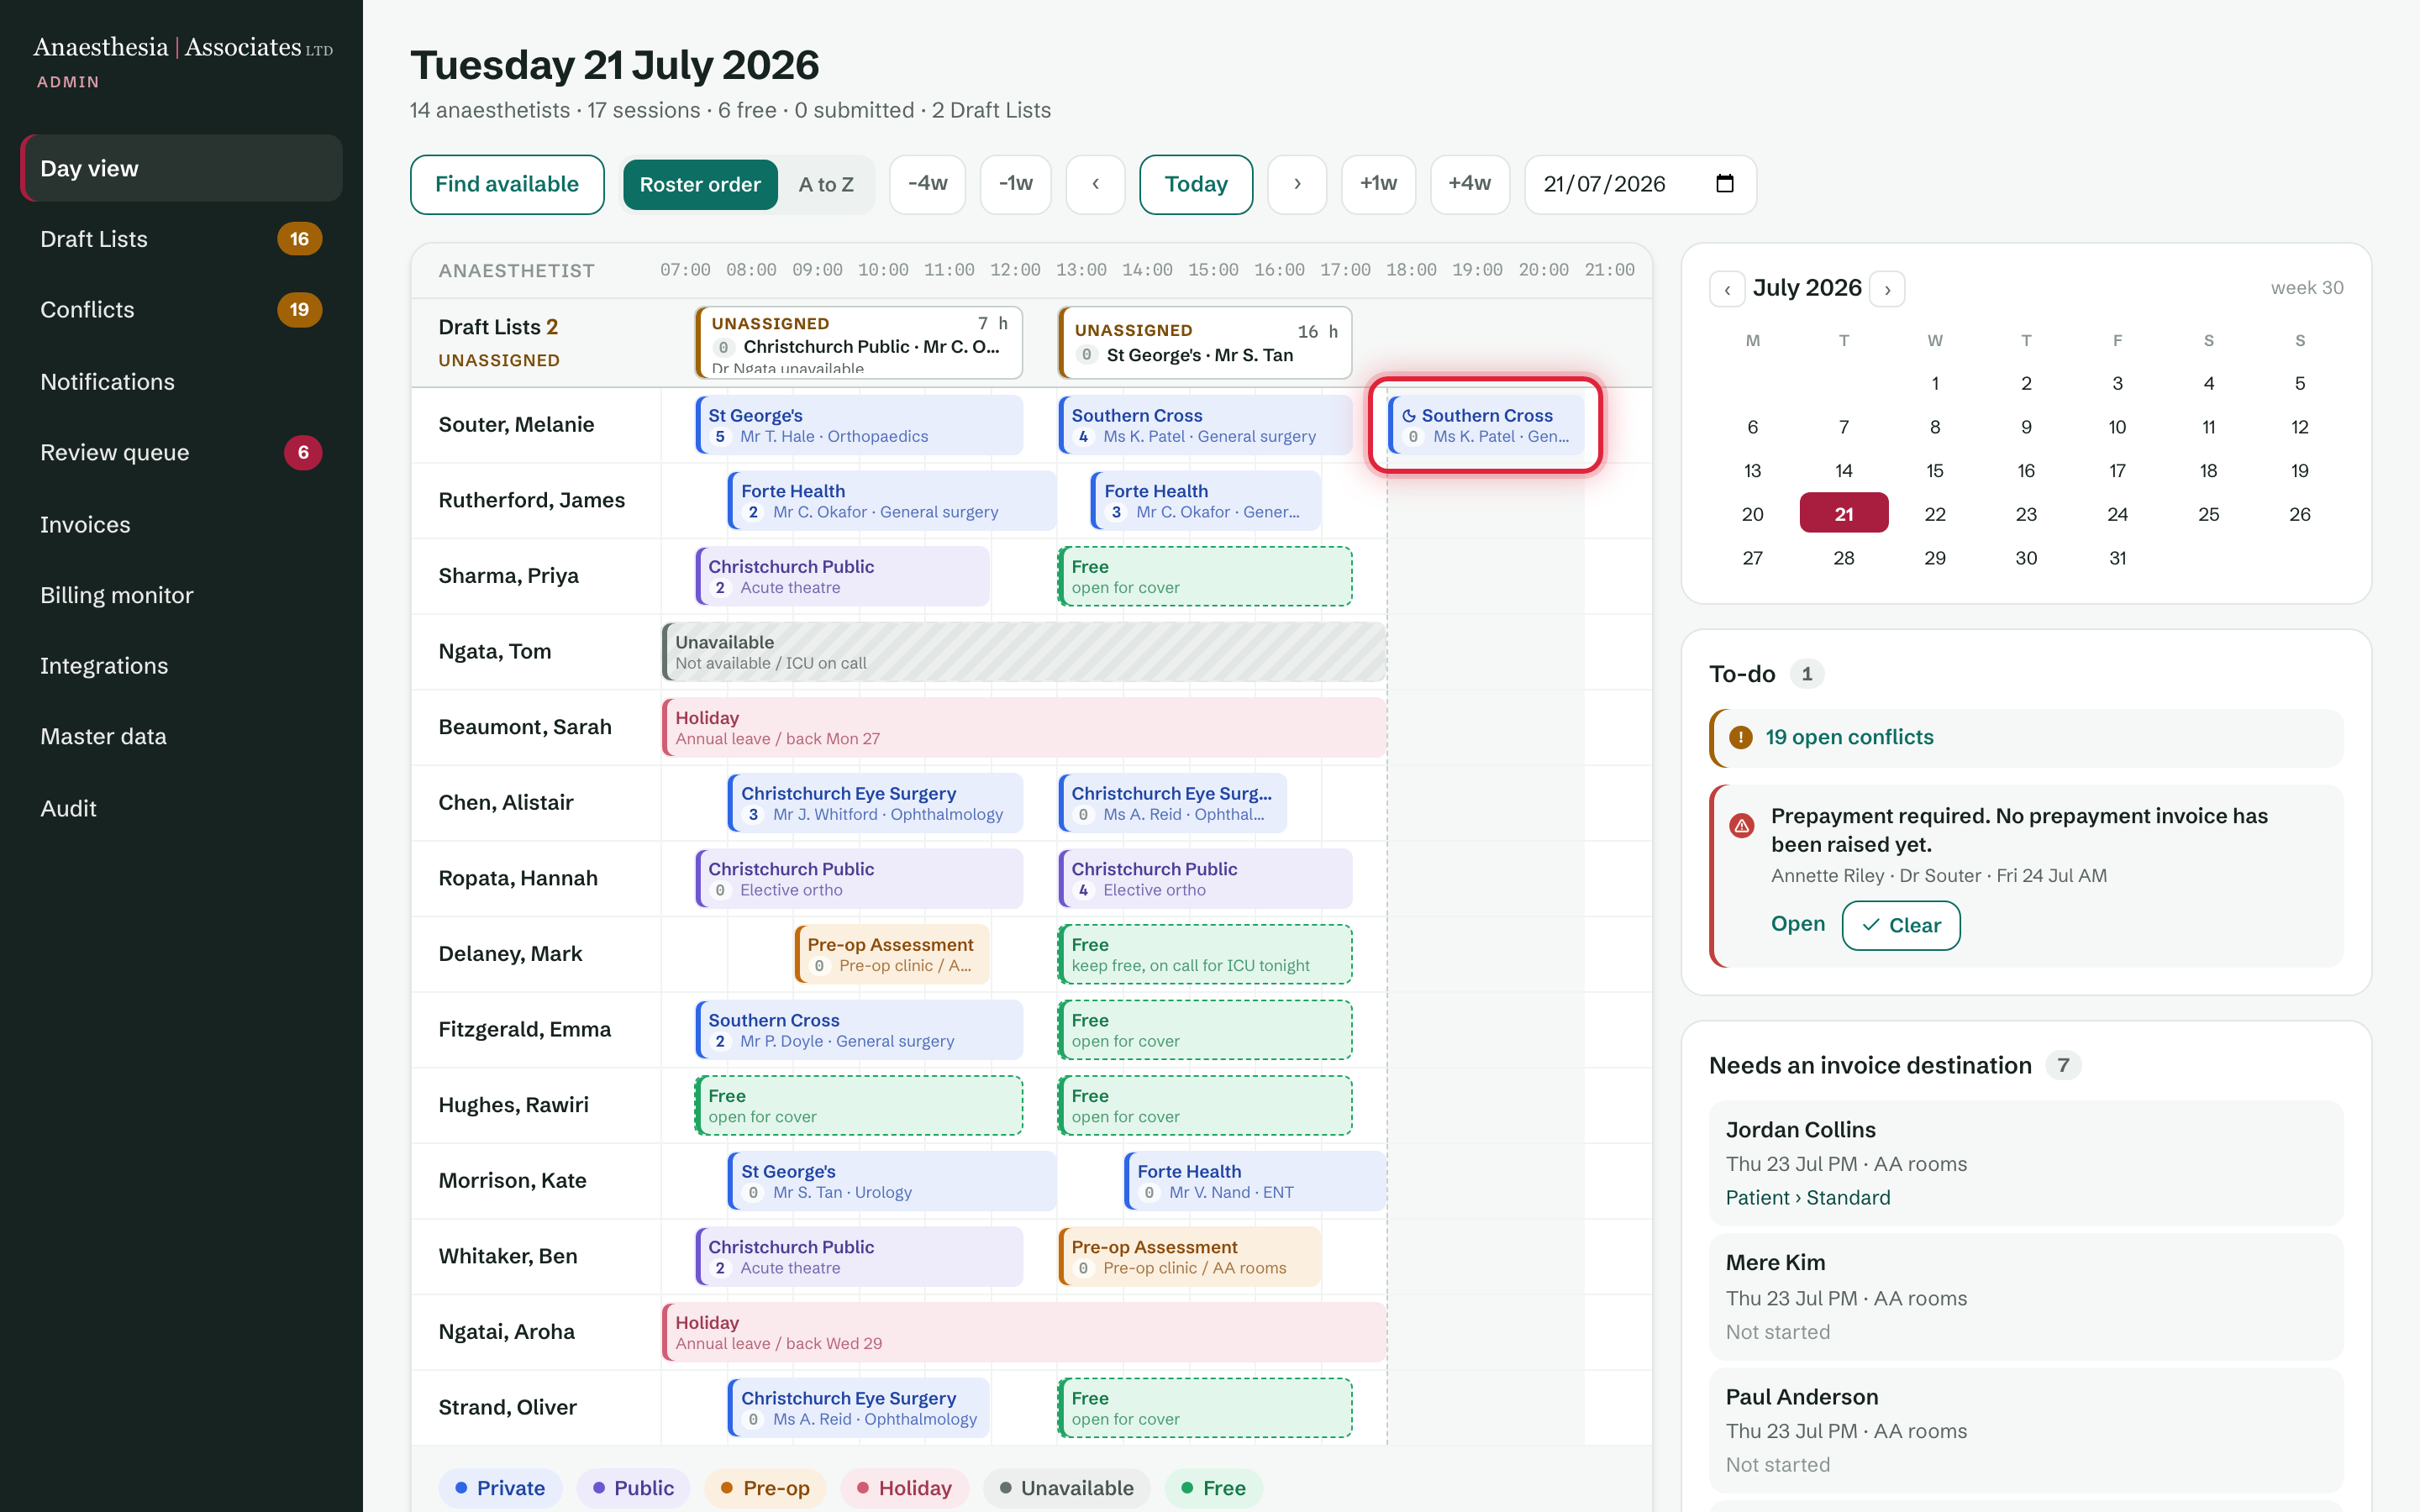 Anaesthesia | Associates LTD
ADMIN
Day view
Draft Lists 16
Conflicts 19
Notifications
Review queue 6
Invoices
Billing monitor
Integrations
Master data
Audit
Tuesday 21 July 2026
14 anaesthetists · 17 sessions · 6 free · 0 submitted · 2 Draft Lists
Find available Roster order A to Z -4w -1w ‹ Today › +1w +4w 21/07/2026
ANAESTHETIST 07:00 08:00 09:00 10:00 11:00 12:00 13:00 14:00 15:00 16:00 17:00 18:00 19:00 20:00 21:00
Draft Lists 2
UNASSIGNED
UNASSIGNED 7 h
0 Christchurch Public · Mr C. O...
Dr Ngata unavailable
UNASSIGNED 16 h
0 St George's · Mr S. Tan
Souter, Melanie
St George's
5 Mr T. Hale · Orthopaedics
Southern Cross
4 Ms K. Patel · General surgery
Southern Cross
0 Ms K. Patel · Gen...
Rutherford, James
Forte Health
2 Mr C. Okafor · General surgery
Forte Health
3 Mr C. Okafor · Gener...
Sharma, Priya
Christchurch Public
2 Acute theatre
Free
open for cover
Ngata, Tom
Unavailable
Not available / ICU on call
Beaumont, Sarah
Holiday
Annual leave / back Mon 27
Chen, Alistair
Christchurch Eye Surgery
3 Mr J. Whitford · Ophthalmology
Christchurch Eye Surg...
0 Ms A. Reid · Ophthal...
Ropata, Hannah
Christchurch Public
0 Elective ortho
Christchurch Public
4 Elective ortho
Delaney, Mark
Pre-op Assessment
0 Pre-op clinic / A...
Free
keep free, on call for ICU tonight
Fitzgerald, Emma
Southern Cross
2 Mr P. Doyle · General surgery
Free
open for cover
Hughes, Rawiri
Free
open for cover
Free
open for cover
Morrison, Kate
St George's
0 Mr S. Tan · Urology
Forte Health
0 Mr V. Nand · ENT
Whitaker, Ben
Christchurch Public
2 Acute theatre
Pre-op Assessment
0 Pre-op clinic / AA rooms
Ngatai, Aroha
Holiday
Annual leave / back Wed 29
Strand, Oliver
Christchurch Eye Surgery
0 Ms A. Reid · Ophthalmology
Free
open for cover
Private Public Pre-op Holiday Unavailable Free
‹ July 2026 › week 30
M T W T F S S
1 2 3 4 5
6 7 8 9 10 11 12
13 14 15 16 17 18 19
20 21 22 23 24 25 26
27 28 29 30 31
To-do 1
19 open conflicts
Prepayment required. No prepayment invoice has
been raised yet.
Annette Riley · Dr Souter · Fri 24 Jul AM
Open Clear
Needs an invoice destination 7
Jordan Collins
Thu 23 Jul PM · AA rooms
Patient › Standard
Mere Kim
Thu 23 Jul PM · AA rooms
Not started
Paul Anderson
Thu 23 Jul PM · AA rooms
Not started